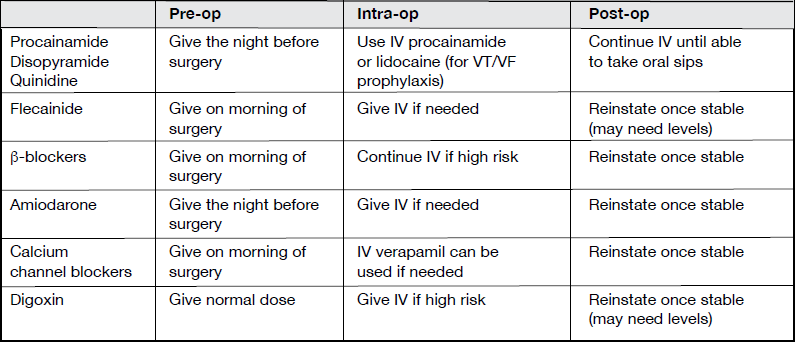 Pre-op Intra-op Post-op
Procainamide Give the night before Use IV procainamide Continue IV until able
Disopyramide surgery or lidocaine (for VT/VF to take oral sips
Quinidine prophylaxis)
Flecainide Give on morning of Give IV if needed Reinstate once stable
surgery (may need levels)
β-blockers Give on morning of Continue IV if high risk Reinstate once stable
surgery
Amiodarone Give the night before Give IV if needed Reinstate once stable
surgery
Calcium Give on morning of IV verapamil can be Reinstate once stable
channel blockers surgery used if needed
Digoxin Give normal dose Give IV if high risk Reinstate once stable
(may need levels)